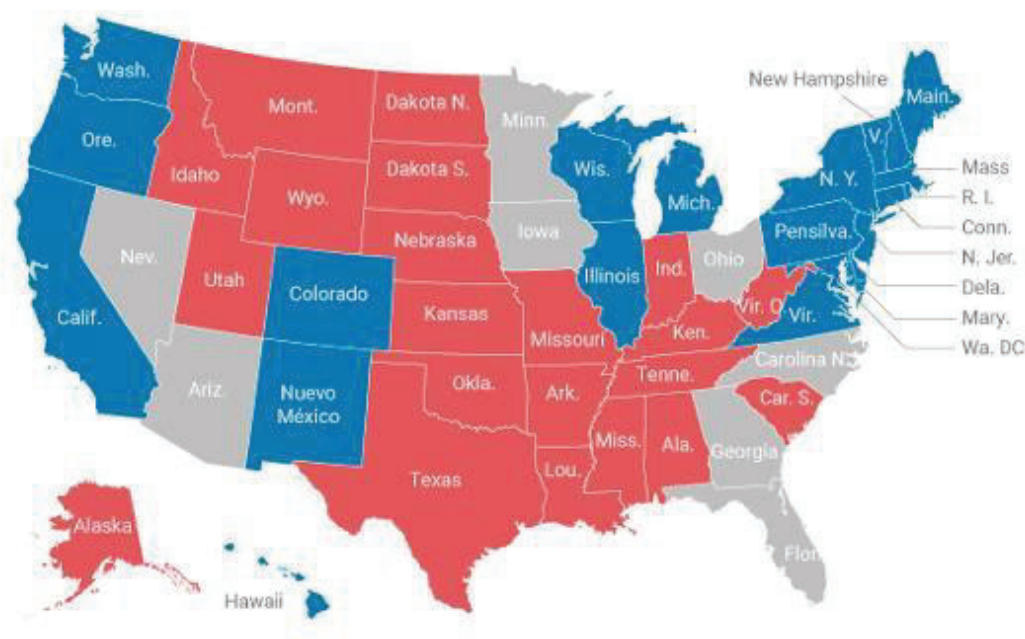 Wash.
Mont.
Dakota N.
Minn.
New Hampshire
Main.
Ore.
Idaho
Wyo.
Dakota S.
Wis.
Mich.
N. Y.
V.
Mass
R. I.
Conn.
N. Jer.
Dela.
Mary.
Wa. DC
Nebraska
Iowa
Pensilva.
Nev.
Utah
Colorado
Illinois
Ind.
Ohio
Calif.
Kansas
Missouri
Vir. O
Vir.
Ken.
Ariz.
Nuevo
México
Okla.
Ark.
Tenne.
Carolina N.
Car. S.
Texas
Lou.
Miss.
Ala.
Georgia
Flor
Alaska
Hawaii